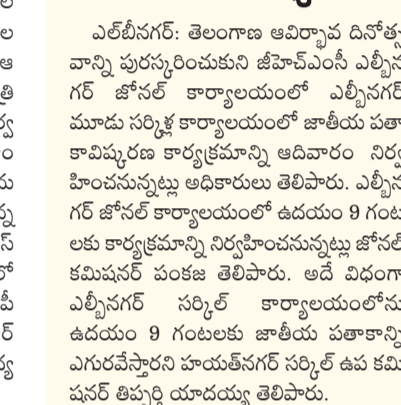 ఎల్‌బీనగర్: తెలంగాణ ఆవిర్భావ దినోత్స
వాన్ని పురస్కరించుకుని జీహెచ్ఎంసీ ఎల్బీన
గర్ జోనల్ కార్యాలయంలో ఎల్బీనగర్
మూడు సర్కిళ్ల కార్యాలయంలో జాతీయ పతా
కావిష్కరణ కార్యక్రమాన్ని ఆదివారం నిర్వ
హించనున్నట్లు అధికారులు తెలిపారు. ఎల్బీన
గర్ జోనల్ కార్యాలయంలో ఉదయం 9 గంట
లకు కార్యక్రమాన్ని నిర్వహించనున్నట్లు జోనల్
కమిషనర్ పంకజ తెలిపారు. అదే విధంగా
ఎల్బీనగర్ సర్కిల్ కార్యాలయంలోను
ఉదయం 9 గంటలకు జాతీయ పతాకాన్ని
ఎగురవేస్తారని హయత్‌నగర్ సర్కిల్ ఉప కమి
షనర్ తిప్పర్తి యాదయ్య తెలిపారు.